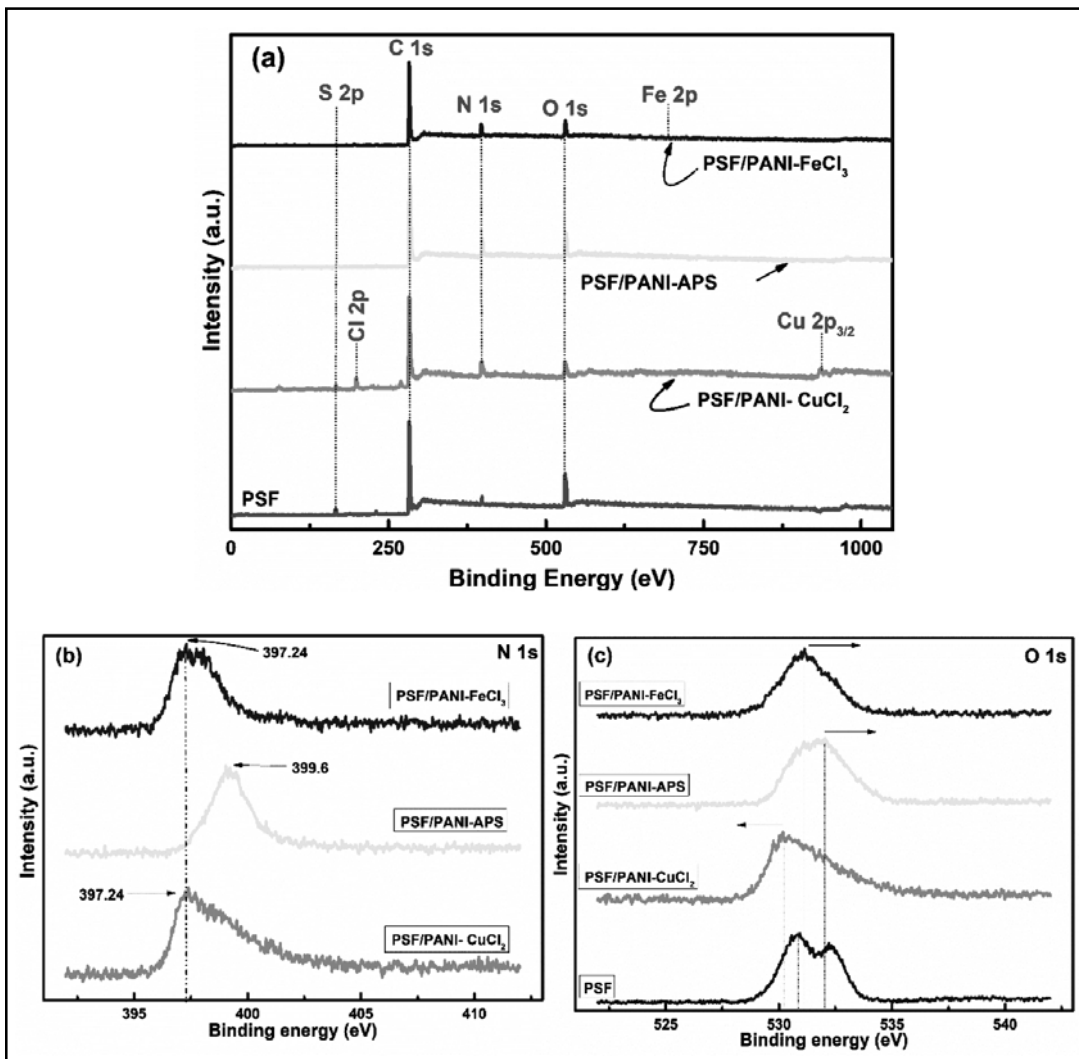 (a)
C 1s
S 2p
N 1s
O 1s
Fe 2p
PSF/PANI-FeCl₃
PSF/PANI-APS
Cl 2p
Cu 2p₃/₂
PSF/PANI- CuCl₂
PSF
Intensity (a.u.)
0 250 500 750 1000
Binding Energy (eV)
(b)
N 1s
397.24
PSF/PANI-FeCl₃
399.6
PSF/PANI-APS
397.24
PSF/PANI- CuCl₂
Intensity (a.u.)
395 400 405 410
Binding energy (eV)
(c)
O 1s
PSF/PANI-FeCl₃
PSF/PANI-APS
PSF/PANI-CuCl₂
PSF
Intensity (a.u.)
525 530 535 540
Binding energy (eV)